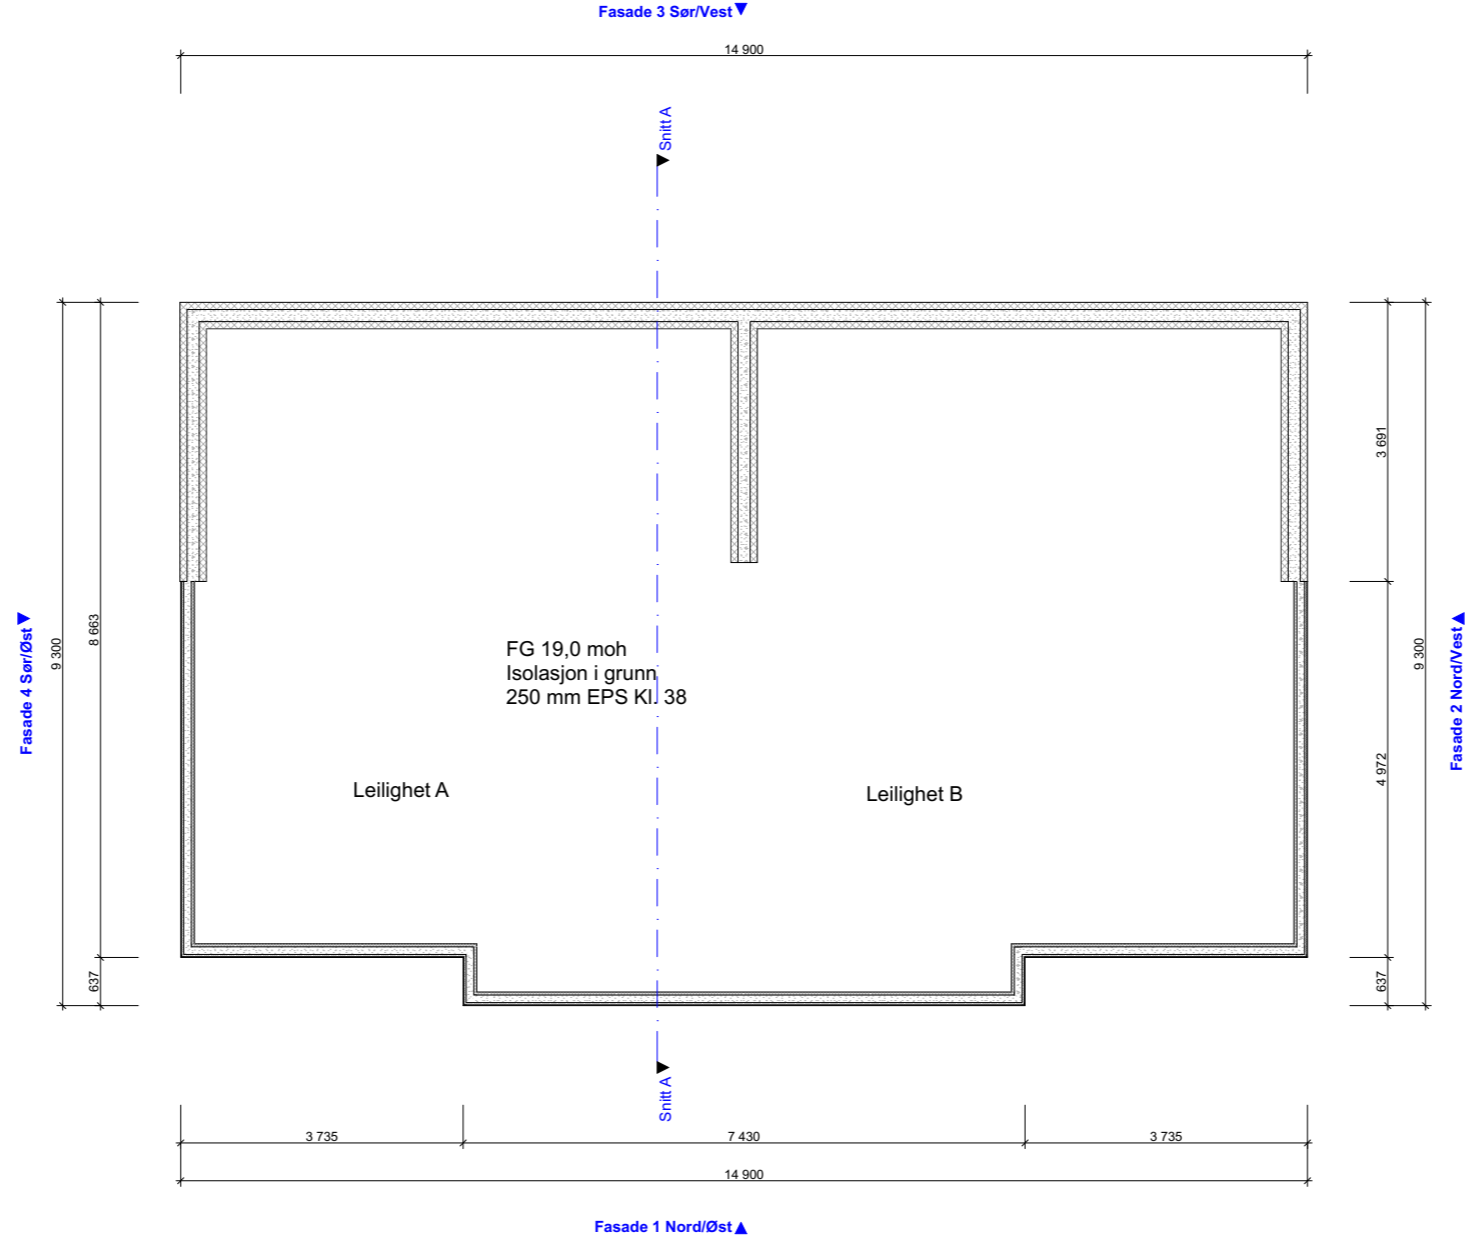 Fasade 3 Sør/Vest
14 900
Snitt A
3 691
9 300
8 663
9 300
4 972
Fasade 4 Sør/Øst
Fasade 2 Nord/Vest
FG 19,0 moh
Isolasjon i grunn
250 mm EPS Kl. 38
Leilighet A
Leilighet B
637
637
Snitt A
3 735
7 430
3 735
14 900
Fasade 1 Nord/Øst